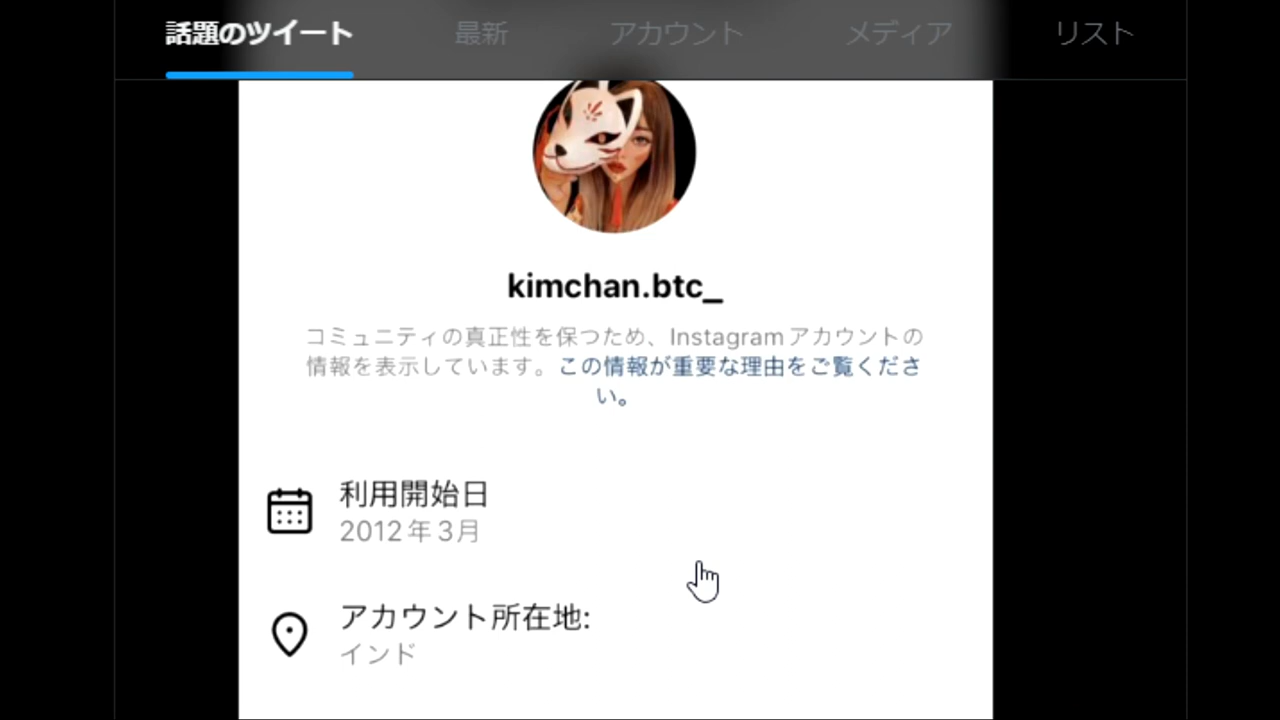 話題のツイート 最新 アカウント メディア リスト
kimchan.btc_
コミュニティの真正性を保つため、Instagramアカウントの
情報を表示しています。この情報が重要な理由をご覧くださ
い。
利用開始日
2012年3月
アカウント所在地:
インド